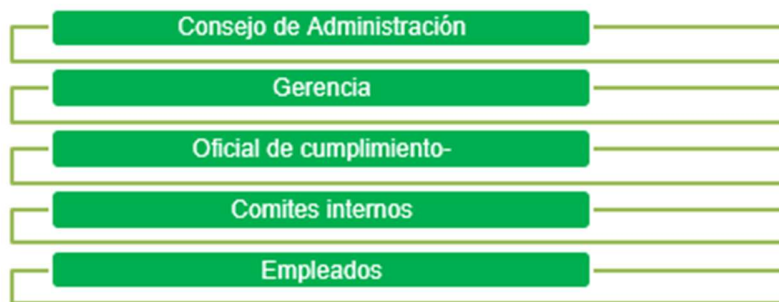 Consejo de Administración
Gerencia
Oficial de cumplimiento-
Comites internos
Empleados